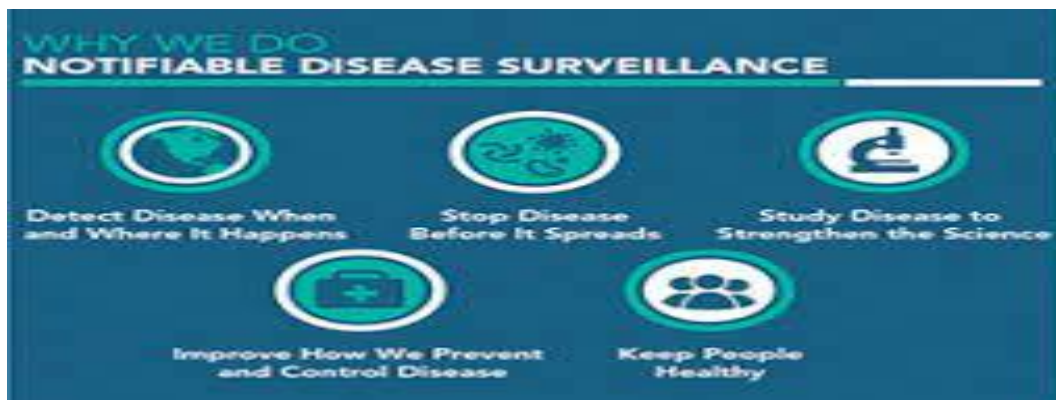 WHY WE DO
NOTIFIABLE DISEASE SURVEILLANCE
Detect Disease When
and Where It Happens
Stop Disease
Before It Spreads
Study Disease to
Strengthen the Science
Improve How We Prevent
and Control Disease
Keep People
Healthy